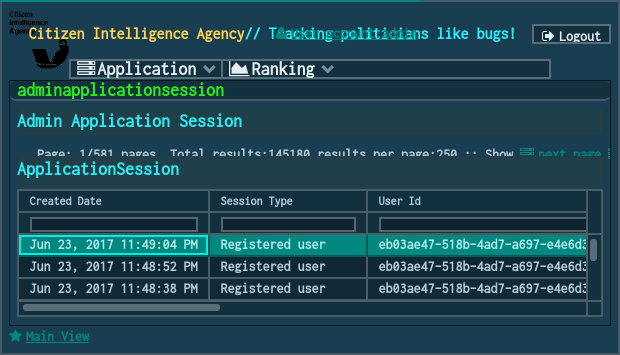 Citizen
Intelligence
Agency
Citizen Intelligence Agency// Tracking politicians like bugs!
Logout
Application Ranking
adminapplicationsession
Admin Application Session
Page: 1/581 pages. Total results:145180 results per page:250 :: Show next page
ApplicationSession
Created Date Session Type User Id
Jun 23, 2017 11:49:04 PM Registered user eb03ae47-518b-4ad7-a697-e4e6d3
Jun 23, 2017 11:48:52 PM Registered user eb03ae47-518b-4ad7-a697-e4e6d3
Jun 23, 2017 11:48:38 PM Registered user eb03ae47-518b-4ad7-a697-e4e6d3
Main View